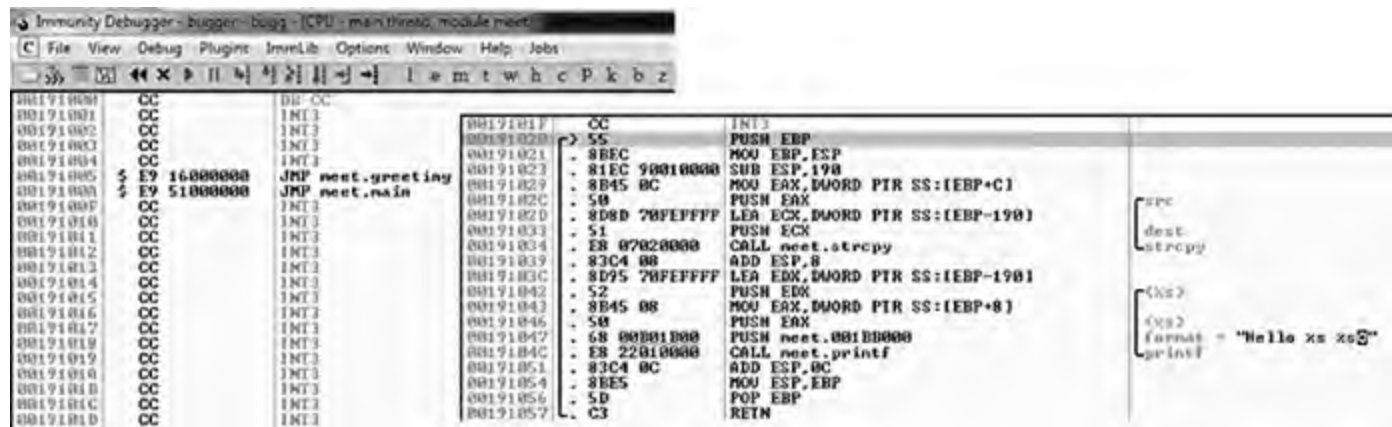 Immunity Debugger - bugger - bugg - [CPU - main thread, module meet]
C File View Debug Plugins ImmLib Options Window Help Jobs
l e m t w h c P k b z
00191000 CC DB CC
00191001 CC INT3
00191002 CC INT3
00191003 CC INT3
00191004 CC INT3
00191005 $ E9 16000000 JMP meet.greeting
0019100A $ E9 51000000 JMP meet.main
0019100F CC INT3
00191010 CC INT3
00191011 CC INT3
00191012 CC INT3
00191013 CC INT3
00191014 CC INT3
00191015 CC INT3
00191016 CC INT3
00191017 CC INT3
00191018 CC INT3
00191019 CC INT3
0019101A CC INT3
0019101B CC INT3
0019101C CC INT3
0019101D CC INT3
0019101F CC INT3
00191020 > 55 PUSH EBP
00191021 . 8BEC MOV EBP,ESP
00191023 . 81EC 90010000 SUB ESP,190
00191029 . 8B45 0C MOV EAX,DWORD PTR SS:[EBP+C]
0019102C . 50 PUSH EAX src
0019102D . 8D8D 70FEFFFF LEA ECX,DWORD PTR SS:[EBP-190]
00191033 . 51 PUSH ECX dest
00191034 . E8 07020000 CALL meet.strcpy strcpy
00191039 . 83C4 08 ADD ESP,8
0019103C . 8D95 70FEFFFF LEA EDX,DWORD PTR SS:[EBP-190]
00191042 . 52 PUSH EDX <%s>
00191043 . 8B45 08 MOV EAX,DWORD PTR SS:[EBP+8]
00191046 . 50 PUSH EAX <%s>
00191047 . 68 00B01B00 PUSH meet.001BB000 format = "Hello %s %s"
0019104C . E8 22010000 CALL meet.printf printf
00191051 . 83C4 0C ADD ESP,0C
00191054 . 8BE5 MOV ESP,EBP
00191056 . 5D POP EBP
00191057 . C3 RETN